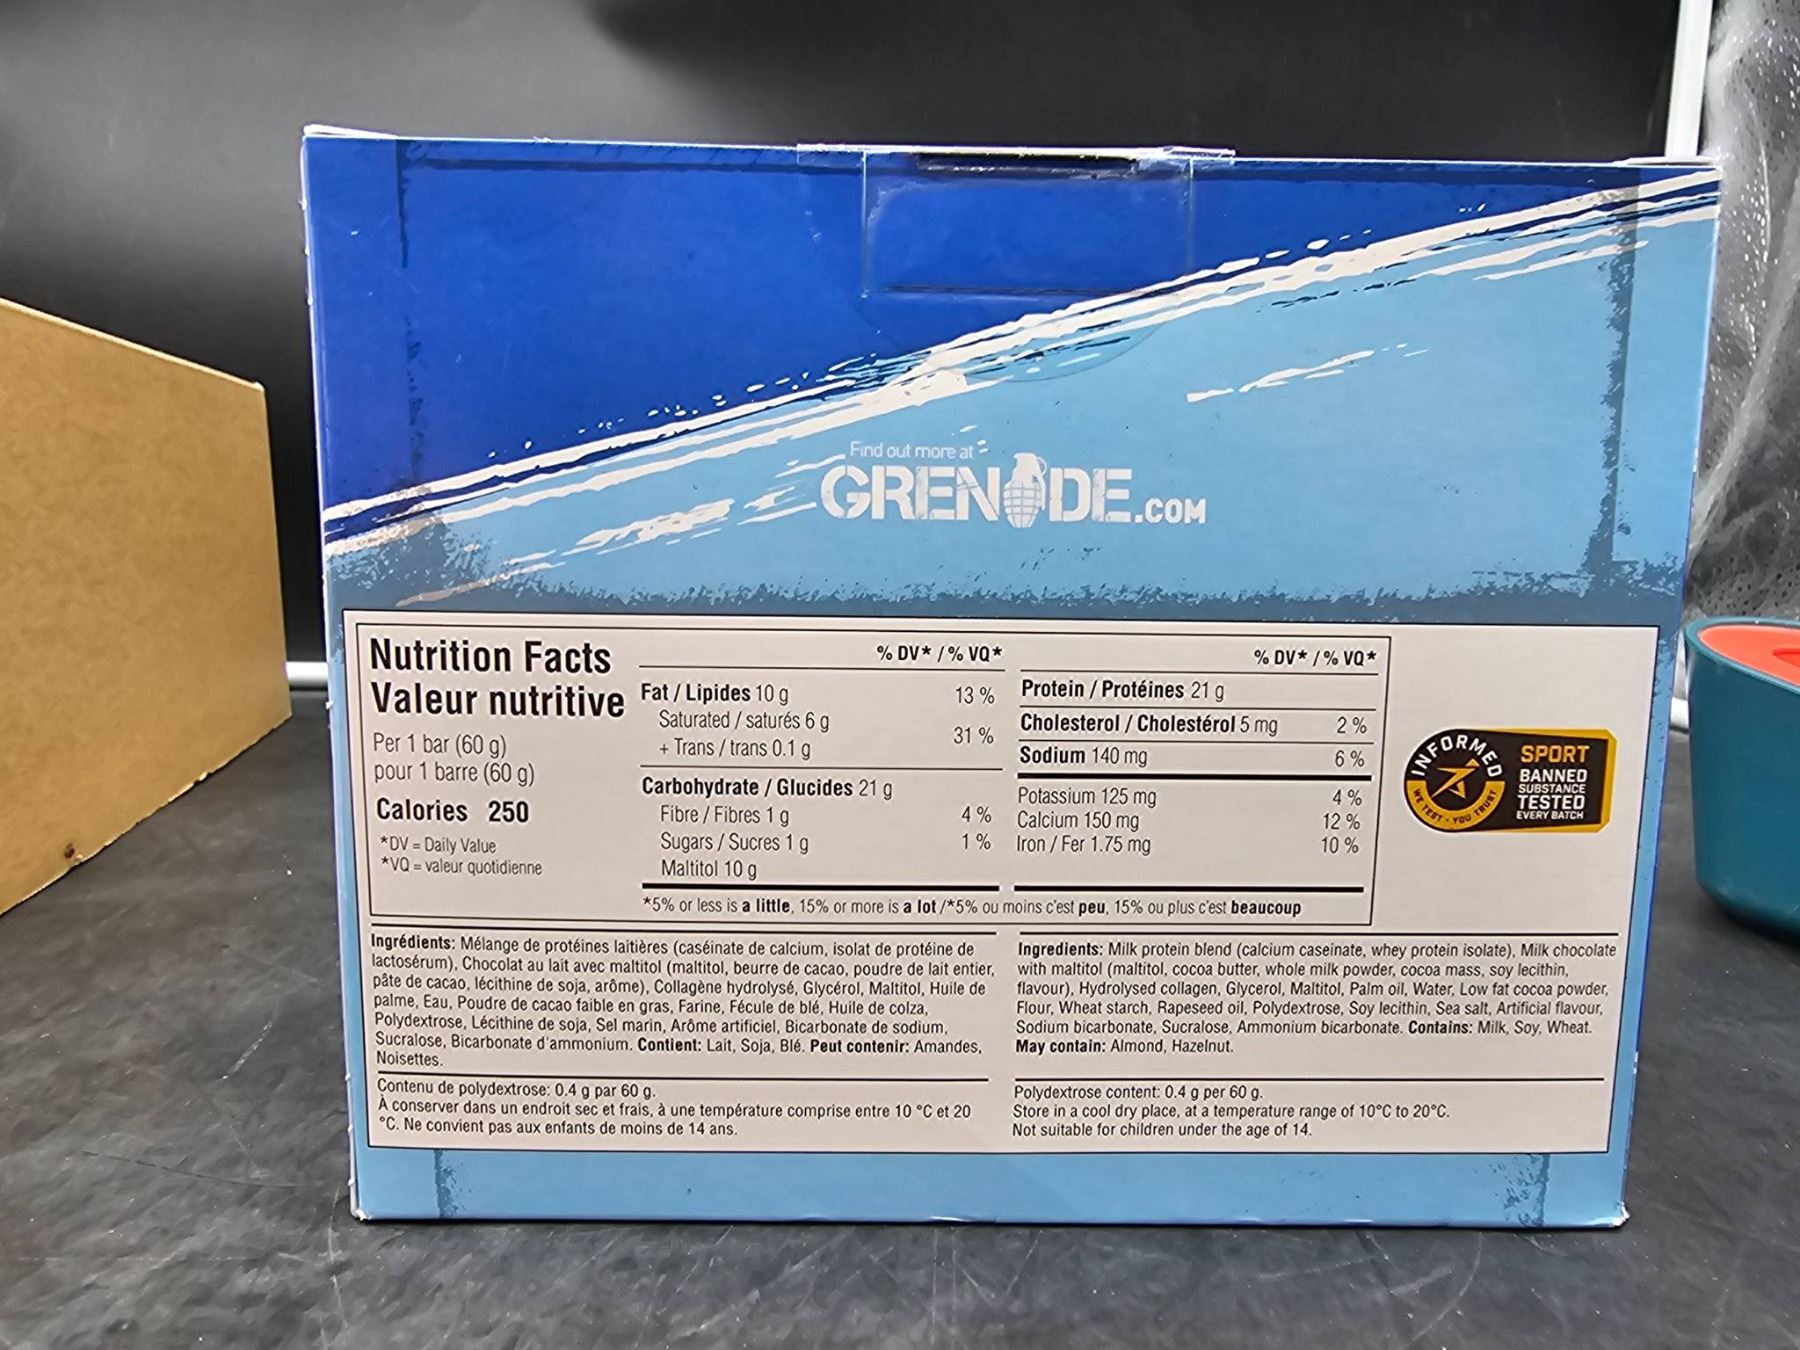 Find out more at
GRENADE.COM
Nutrition Facts
Valeur nutritive
Per 1 bar (60 g)
pour 1 barre (60 g)
Calories 250
*DV = Daily Value
*VQ = valeur quotidienne
% DV* / % VQ*
Fat / Lipides 10 g 13 %
Saturated / saturés 6 g
+ Trans / trans 0.1 g
31 %
Carbohydrate / Glucides 21 g
Fibre / Fibres 1 g 4 %
Sugars / Sucres 1 g 1 %
Maltitol 10 g
% DV* / % VQ*
Protein / Protéines 21 g
Cholesterol / Cholestérol 5 mg 2 %
Sodium 140 mg 6 %
Potassium 125 mg 4 %
Calcium 150 mg 12 %
Iron / Fer 1.75 mg 10 %
*5% or less is a little, 15% or more is a lot /*5% ou moins c'est peu, 15% ou plus c'est beaucoup
INFORMED
WE TEST - YOU TRUST
SPORT
BANNED
SUBSTANCE
TESTED
EVERY BATCH
Ingrédients: Mélange de protéines laitières (caséinate de calcium, isolat de protéine de
lactosérum), Chocolat au lait avec maltitol (maltitol, beurre de cacao, poudre de lait entier,
pâte de cacao, lécithine de soja, arôme), Collagène hydrolysé, Glycérol, Maltitol, Huile de
palme, Eau, Poudre de cacao faible en gras, Farine, Fécule de blé, Huile de colza,
Polydextrose, Lécithine de soja, Sel marin, Arôme artificiel, Bicarbonate de sodium,
Sucralose, Bicarbonate d'ammonium. Contient: Lait, Soja, Blé. Peut contenir: Amandes,
Noisettes.
Contenu de polydextrose: 0.4 g par 60 g.
À conserver dans un endroit sec et frais, à une température comprise entre 10 °C et 20
°C. Ne convient pas aux enfants de moins de 14 ans.
Ingredients: Milk protein blend (calcium caseinate, whey protein isolate), Milk chocolate
with maltitol (maltitol, cocoa butter, whole milk powder, cocoa mass, soy lecithin,
flavour), Hydrolysed collagen, Glycerol, Maltitol, Palm oil, Water, Low fat cocoa powder,
Flour, Wheat starch, Rapeseed oil, Polydextrose, Soy lecithin, Sea salt, Artificial flavour,
Sodium bicarbonate, Sucralose, Ammonium bicarbonate. Contains: Milk, Soy, Wheat.
May contain: Almond, Hazelnut.
Polydextrose content: 0.4 g per 60 g.
Store in a cool dry place, at a temperature range of 10°C to 20°C.
Not suitable for children under the age of 14.